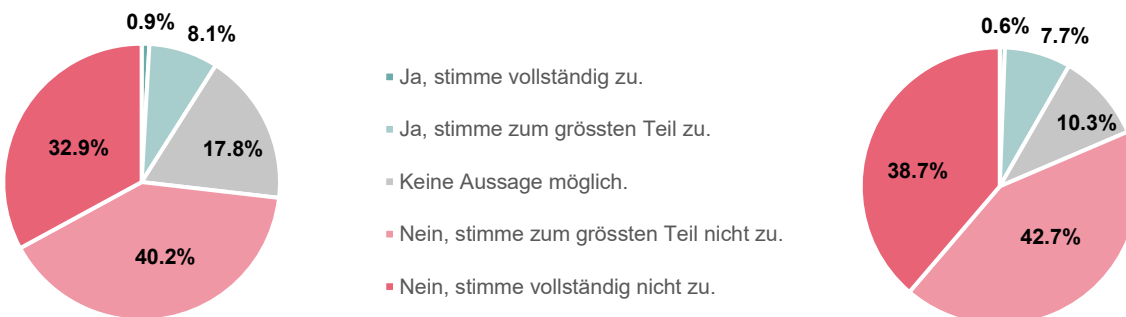 0.9%
8.1%
17.8%
40.2%
32.9%
Ja, stimme vollständig zu.
Ja, stimme zum grössten Teil zu.
Keine Aussage möglich.
Nein, stimme zum grössten Teil nicht zu.
Nein, stimme vollständig nicht zu.
0.6%
7.7%
10.3%
42.7%
38.7%